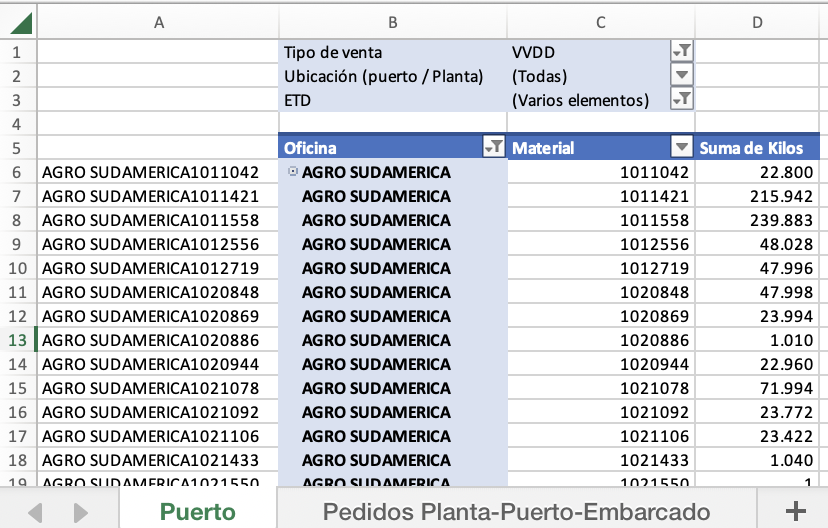 A B C D
1 Tipo de venta VVDD
2 Ubicación (puerto / Planta) (Todas)
3 ETD (Varios elementos)
4
5 Oficina Material Suma de Kilos
6 AGRO SUDAMERICA1011042 AGRO SUDAMERICA 1011042 22.800
7 AGRO SUDAMERICA1011421 AGRO SUDAMERICA 1011421 215.942
8 AGRO SUDAMERICA1011558 AGRO SUDAMERICA 1011558 239.883
9 AGRO SUDAMERICA1012556 AGRO SUDAMERICA 1012556 48.028
10 AGRO SUDAMERICA1012719 AGRO SUDAMERICA 1012719 47.996
11 AGRO SUDAMERICA1020848 AGRO SUDAMERICA 1020848 47.998
12 AGRO SUDAMERICA1020869 AGRO SUDAMERICA 1020869 23.994
13 AGRO SUDAMERICA1020886 AGRO SUDAMERICA 1020886 1.010
14 AGRO SUDAMERICA1020944 AGRO SUDAMERICA 1020944 22.960
15 AGRO SUDAMERICA1021078 AGRO SUDAMERICA 1021078 71.994
16 AGRO SUDAMERICA1021092 AGRO SUDAMERICA 1021092 23.772
17 AGRO SUDAMERICA1021106 AGRO SUDAMERICA 1021106 23.422
18 AGRO SUDAMERICA1021433 AGRO SUDAMERICA 1021433 1.040
19 AGRO SUDAMERICA1021550 AGRO SUDAMERICA 1021550 1
Puerto Pedidos Planta-Puerto-Embarcado